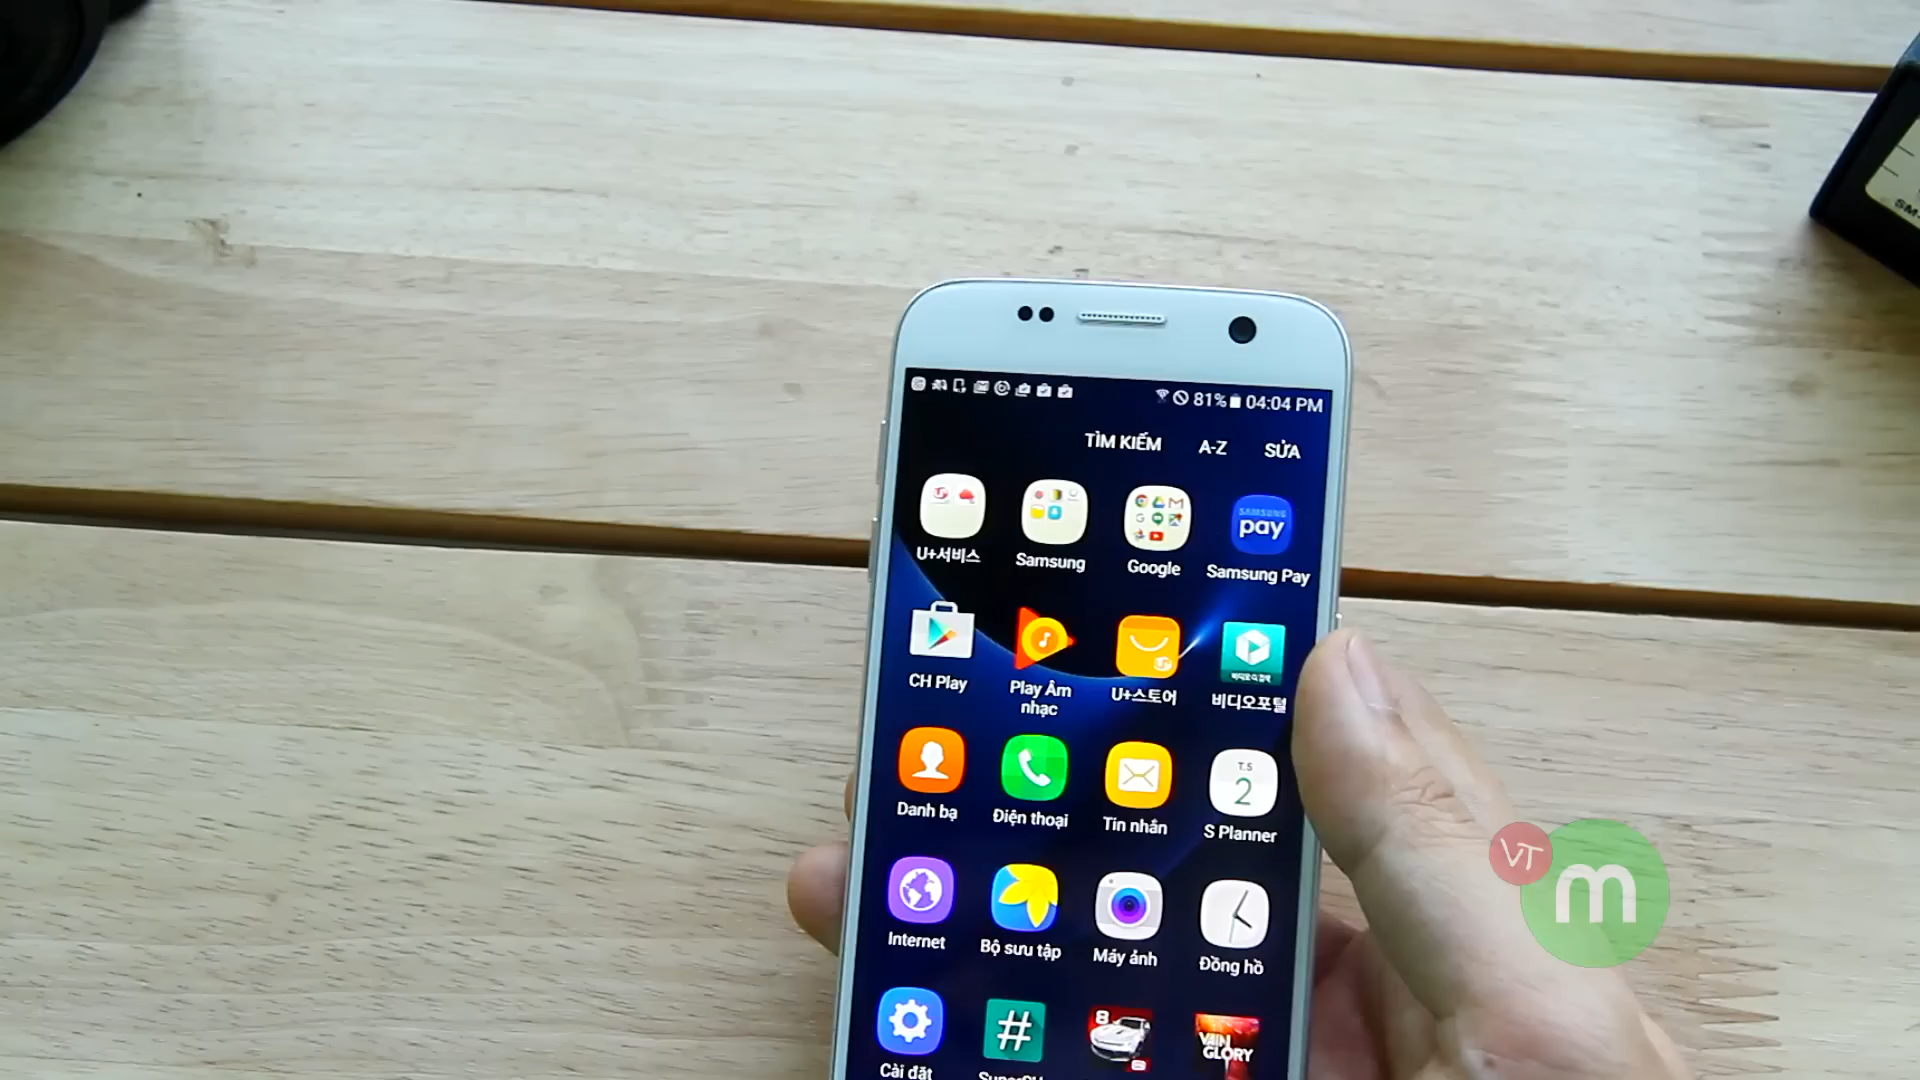 81% 04:04 PM
TÌM KIẾM A-Z SỬA
U+서비스 Samsung Google Samsung Pay
SAMSUNG
pay
CH Play Play Âm nhạc U+스토어 비디오포털
T.5
2
Danh bạ Điện thoại Tin nhắn S Planner
Internet Bộ sưu tập Máy ảnh Đồng hồ
#
8
VAIN
GLORY
Cài đặt
VT
m
SM-